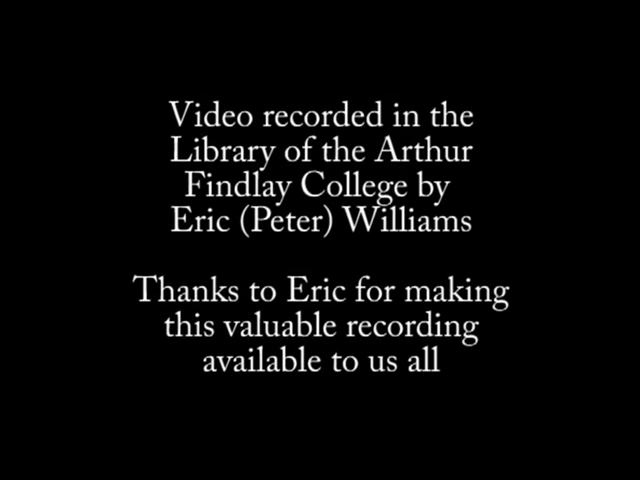 Video recorded in the
Library of the Arthur
Findlay College by
Eric (Peter) Williams
Thanks to Eric for making
this valuable recording
available to us all